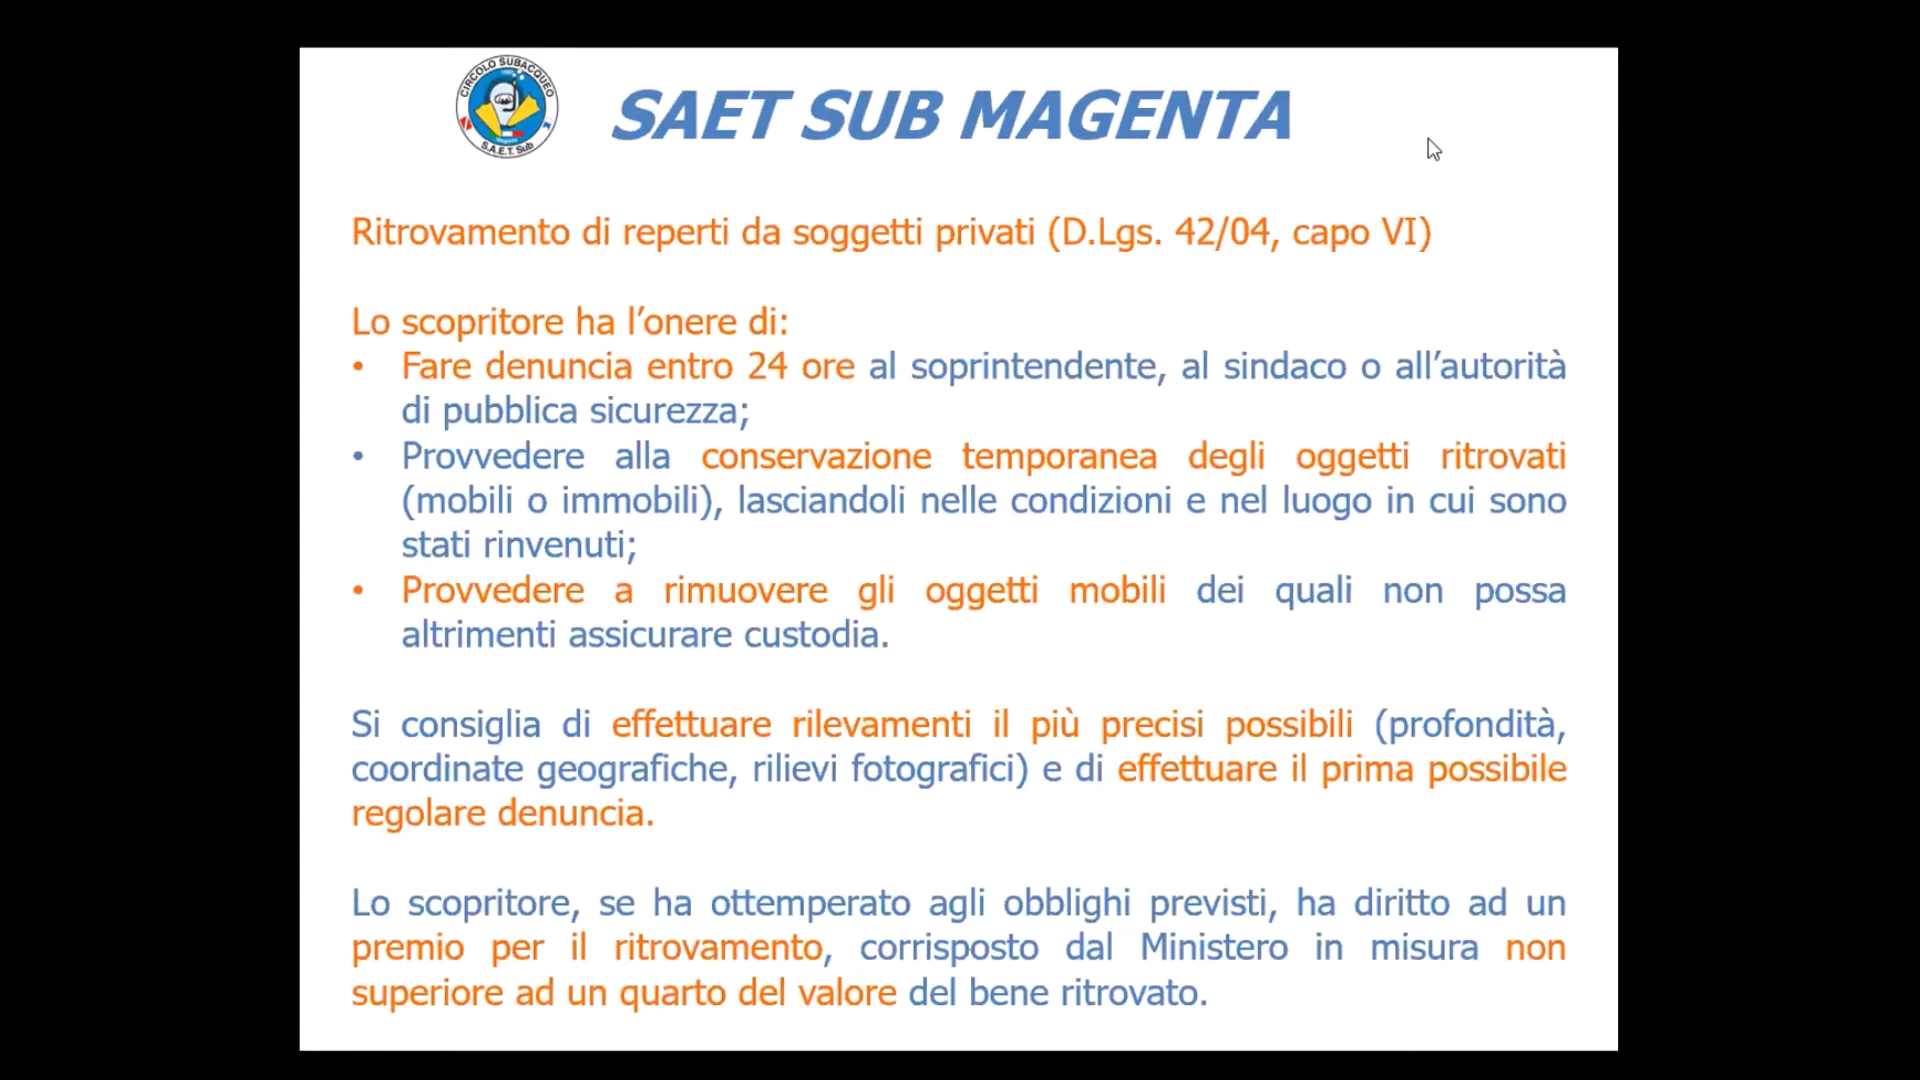 CIRCOLO SUBACQUEO
S.A.E.T. Sub
SAET SUB MAGENTA
Ritrovamento di reperti da soggetti privati (D.Lgs. 42/04, capo VI)
Lo scopritore ha l’onere di:
• Fare denuncia entro 24 ore al soprintendente, al sindaco o all’autorità
di pubblica sicurezza;
• Provvedere alla conservazione temporanea degli oggetti ritrovati
(mobili o immobili), lasciandoli nelle condizioni e nel luogo in cui sono
stati rinvenuti;
• Provvedere a rimuovere gli oggetti mobili dei quali non possa
altrimenti assicurare custodia.
Si consiglia di effettuare rilevamenti il più precisi possibili (profondità,
coordinate geografiche, rilievi fotografici) e di effettuare il prima possibile
regolare denuncia.
Lo scopritore, se ha ottemperato agli obblighi previsti, ha diritto ad un
premio per il ritrovamento, corrisposto dal Ministero in misura non
superiore ad un quarto del valore del bene ritrovato.